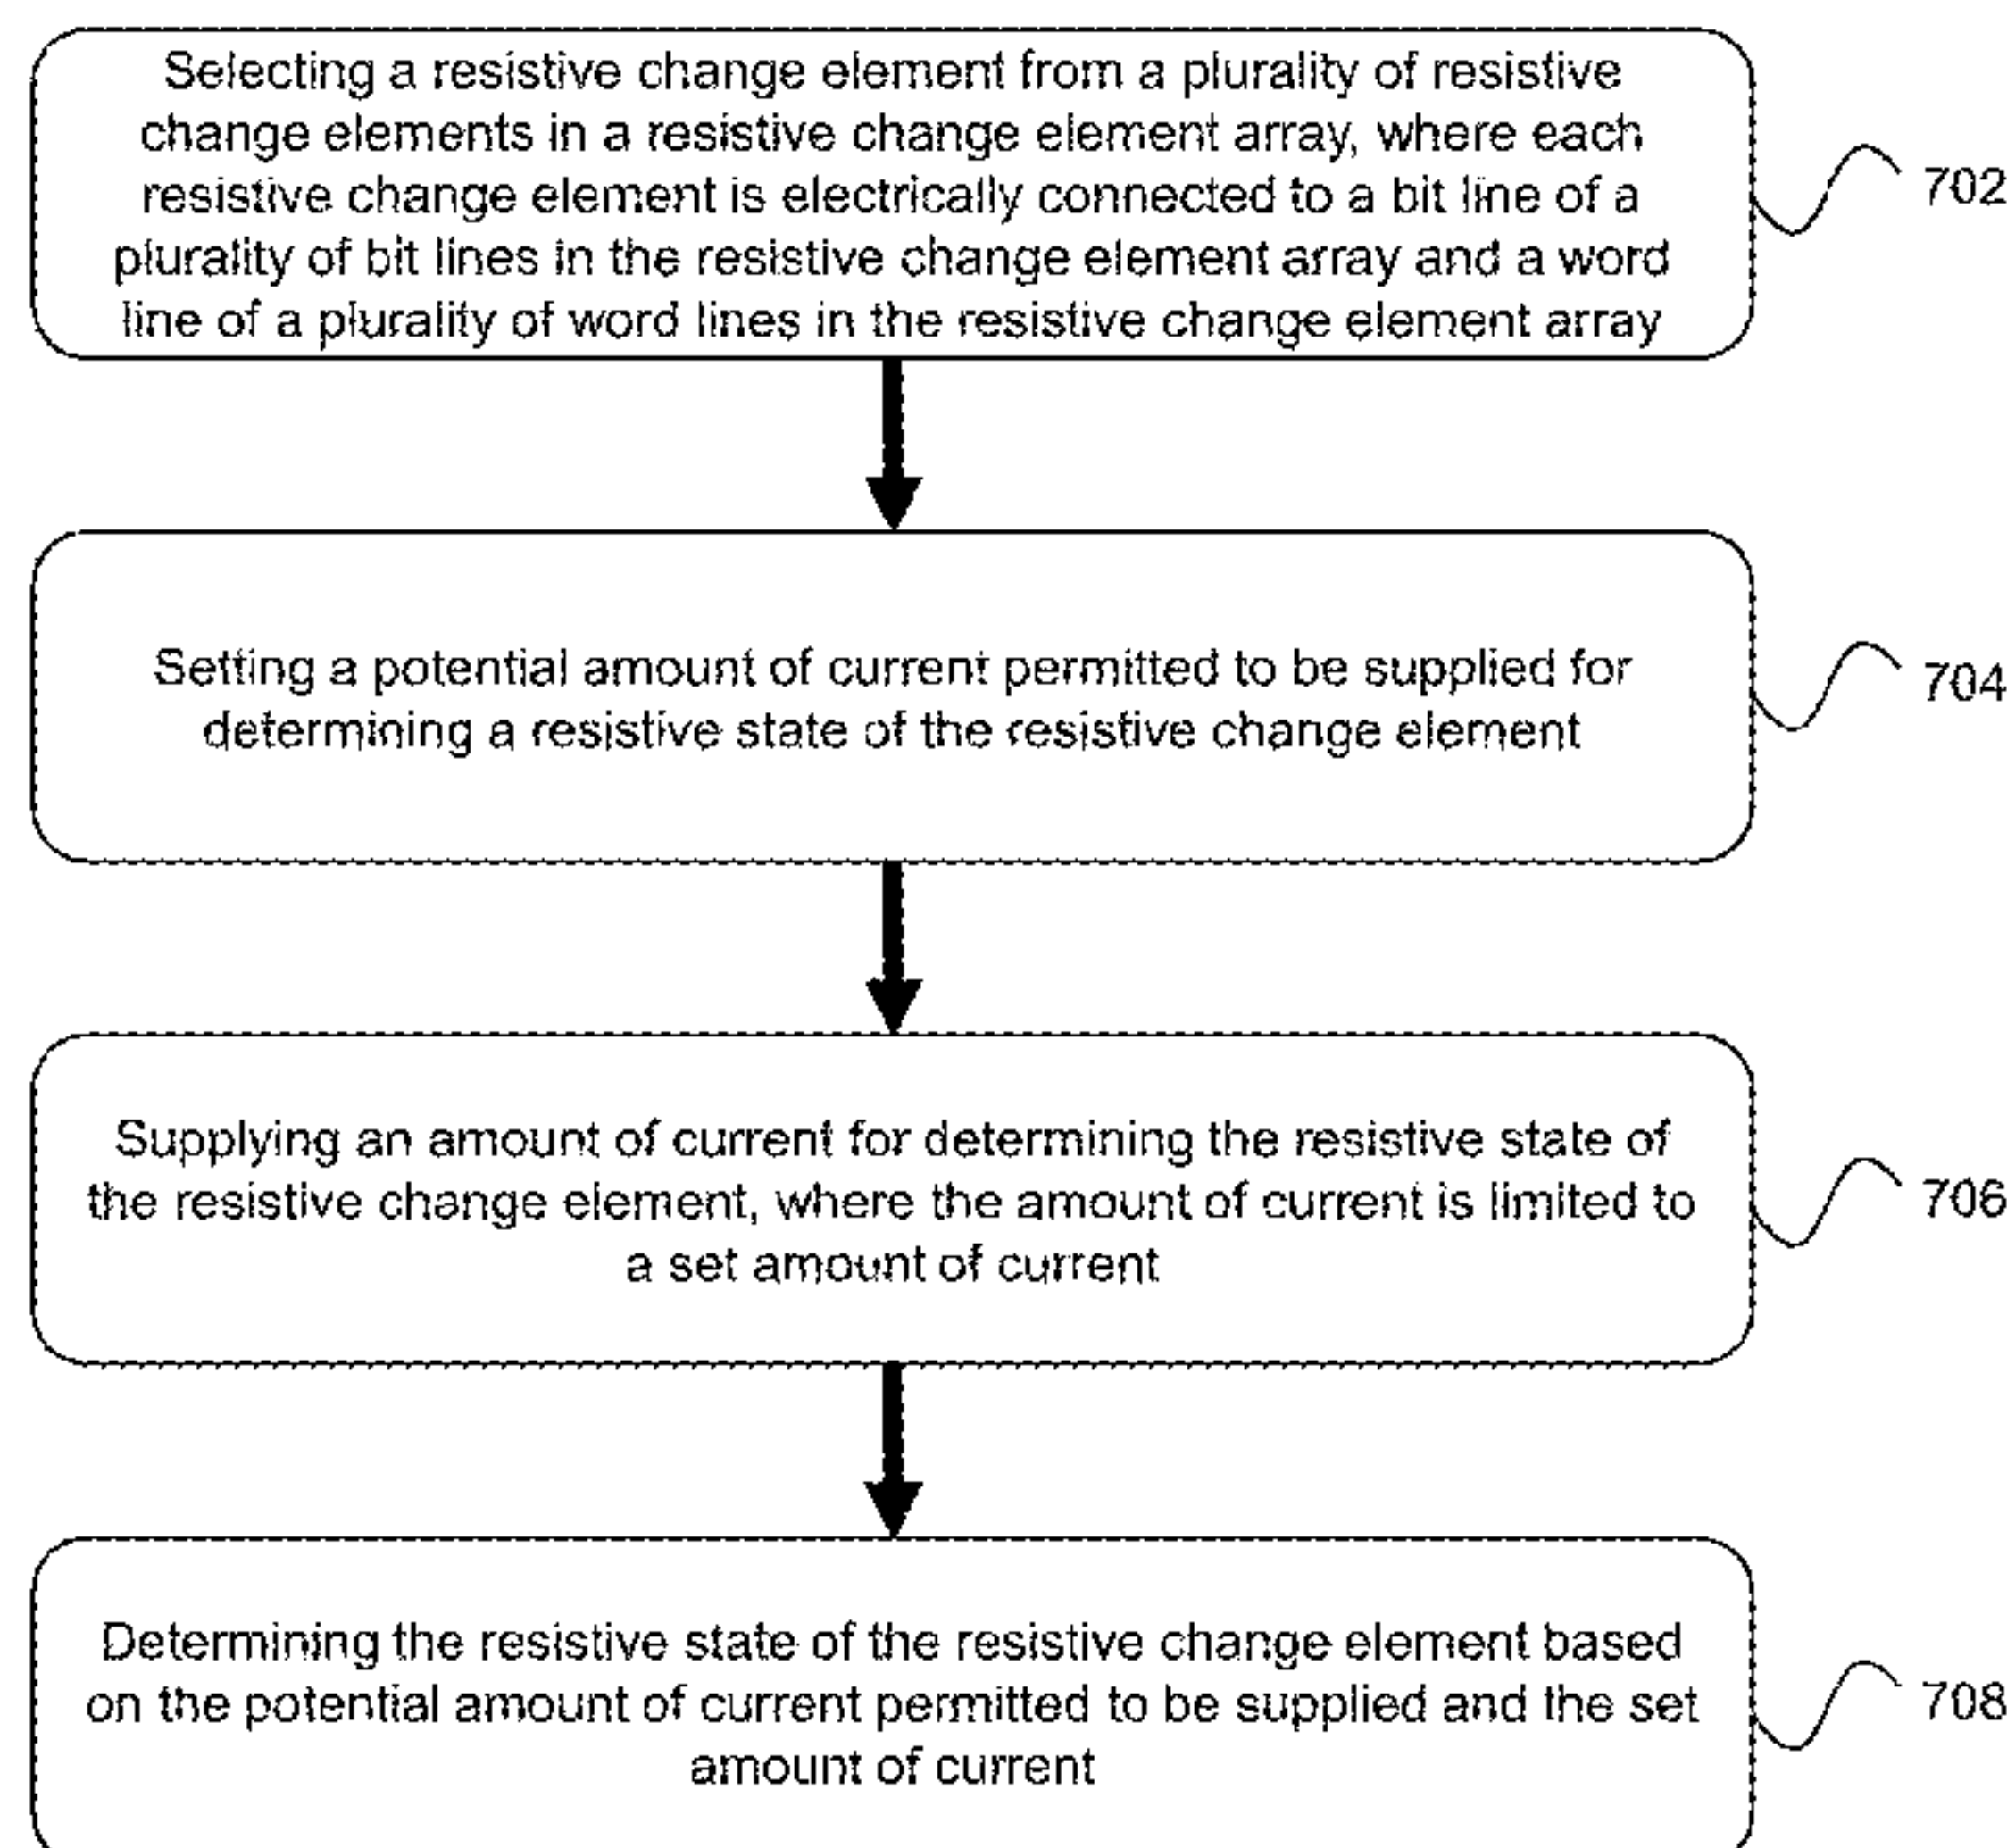 Selecting a resistive change element from a plurality of resistive
change elements in a resistive change element array, where each
resistive change element is electrically connected to a bit line of a
plurality of bit lines in the resistive change element array and a word
line of a plurality of word lines in the resistive change element array
702
Setting a potential amount of current permitted to be supplied for
determining a resistive state of the resistive change element
704
Supplying an amount of current for determining the resistive state of
the resistive change element, where the amount of current is limited to
a set amount of current
706
Determining the resistive state of the resistive change element based
on the potential amount of current permitted to be supplied and the set
amount of current
708